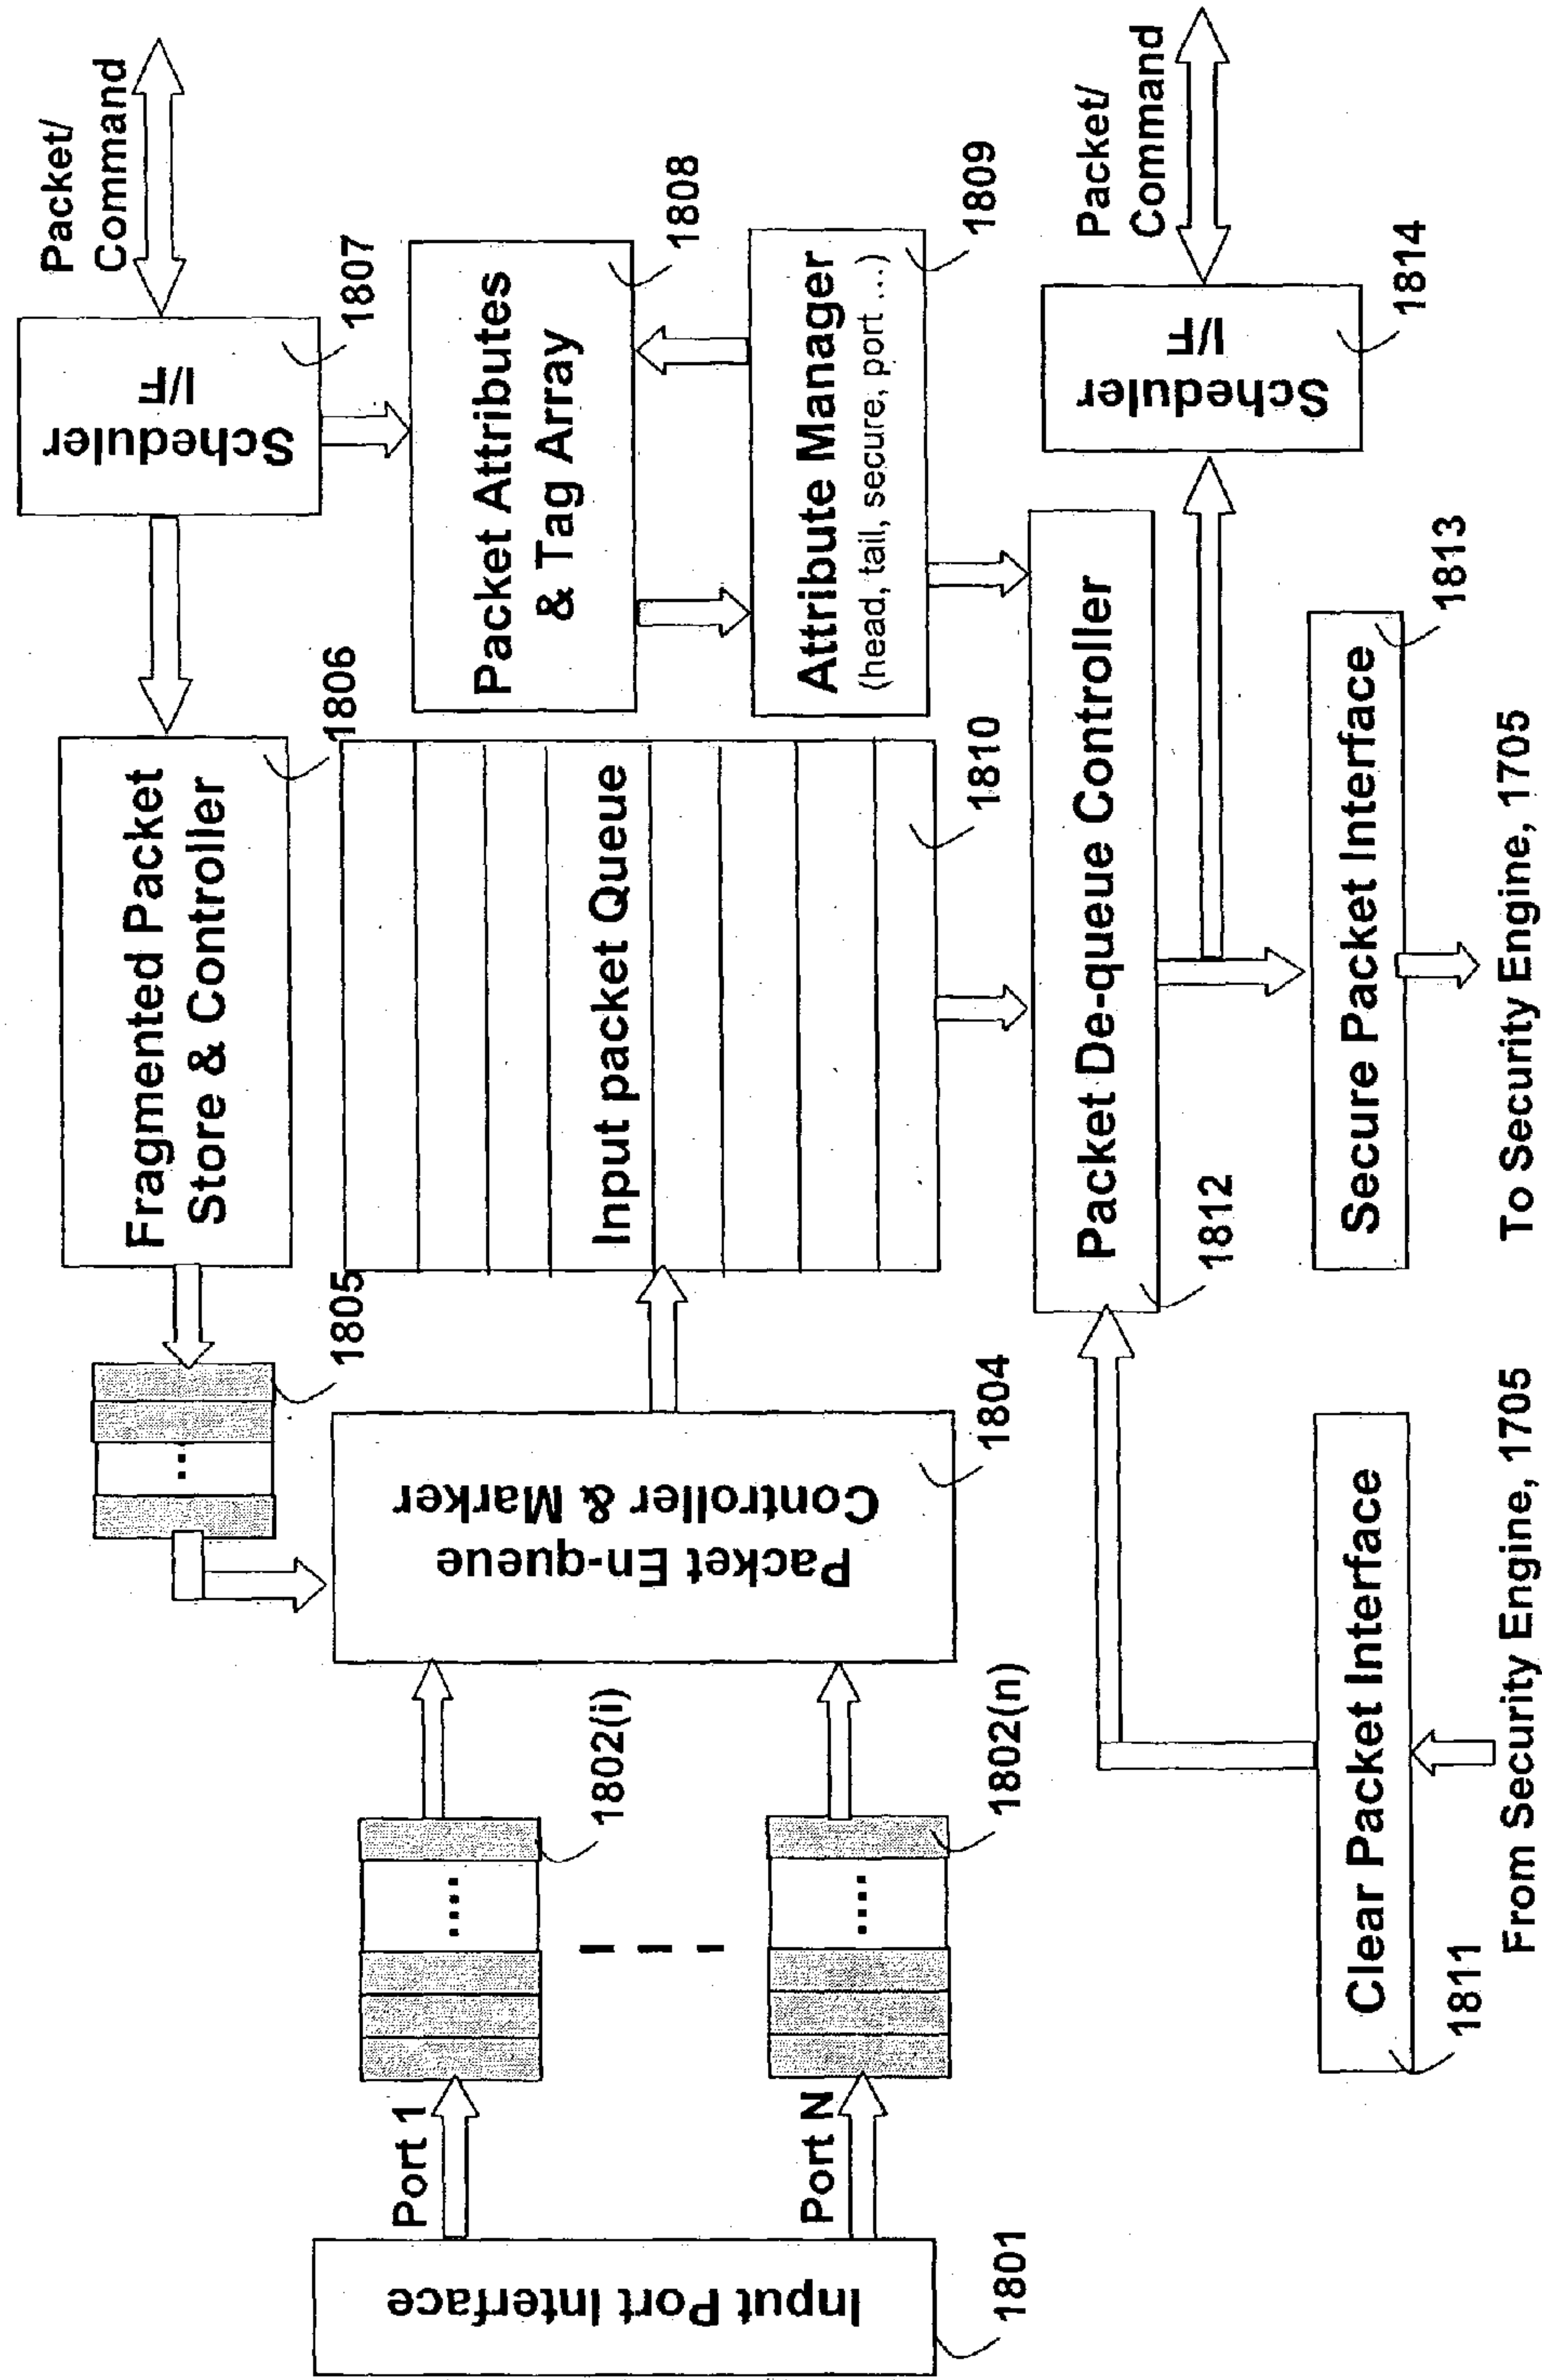 Packet/
Command
Scheduler
I/F
1807
Fragmented Packet
Store & Controller
1806
1805
Packet Attributes
& Tag Array
1808
Attribute Manager
(head, tail, secure, port ...)
1809
Input packet Queue
1810
Packet En-queue
Controller & Marker
1804
Input Port Interface
1801
Port 1
....
1802(i)
Port N
....
1802(n)
...
Packet De-queue Controller
1812
Packet/
Command
Scheduler
I/F
1814
Secure Packet Interface
1813
To Security Engine, 1705
Clear Packet Interface
1811
From Security Engine, 1705